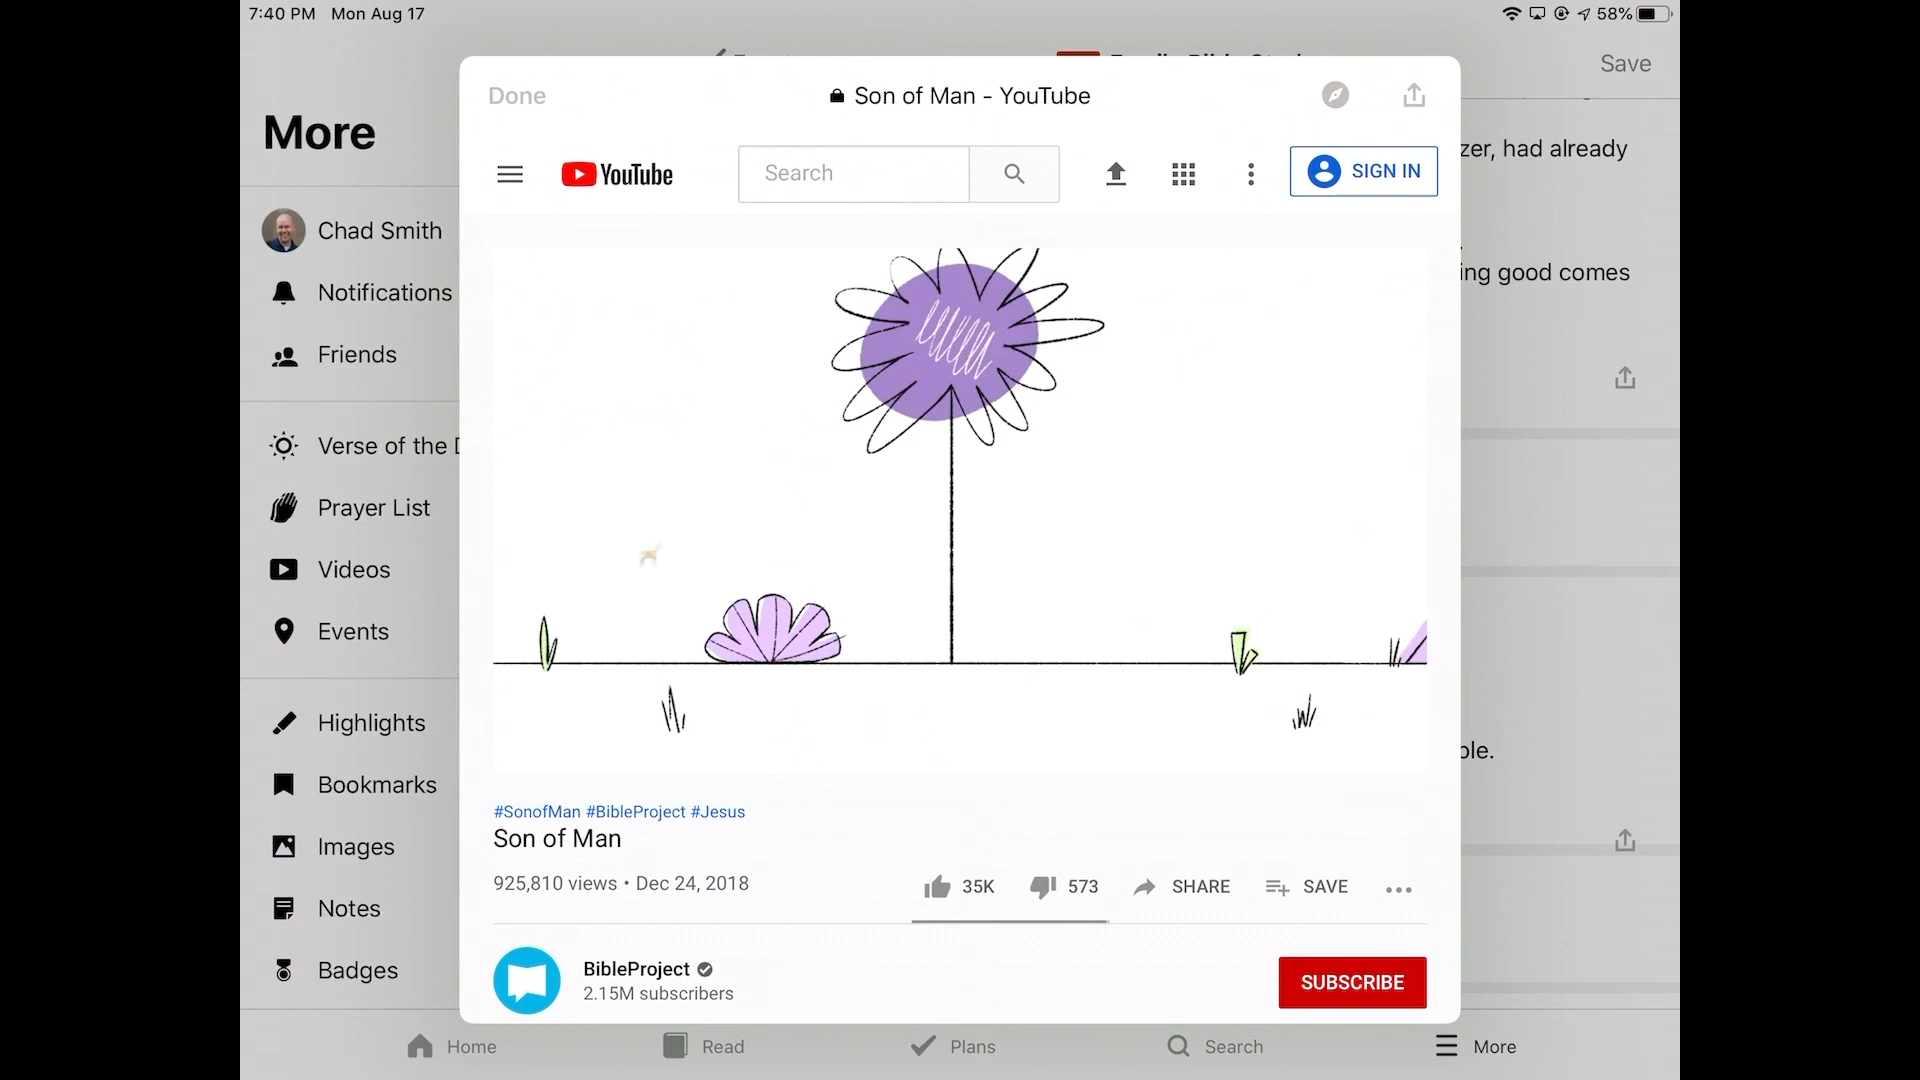 7:40 PM Mon Aug 17
58%
Save
Done
Son of Man - YouTube
More
YouTube
Search
SIGN IN
zer, had already
Chad Smith
ing good comes
Notifications
Friends
Verse of the
Prayer List
Videos
Events
Highlights
ple.
Bookmarks
#SonofMan #BibleProject #Jesus
Son of Man
Images
925,810 views • Dec 24, 2018
35K
573
SHARE
SAVE
Notes
BibleProject
2.15M subscribers
SUBSCRIBE
Badges
Home
Read
Plans
Search
More